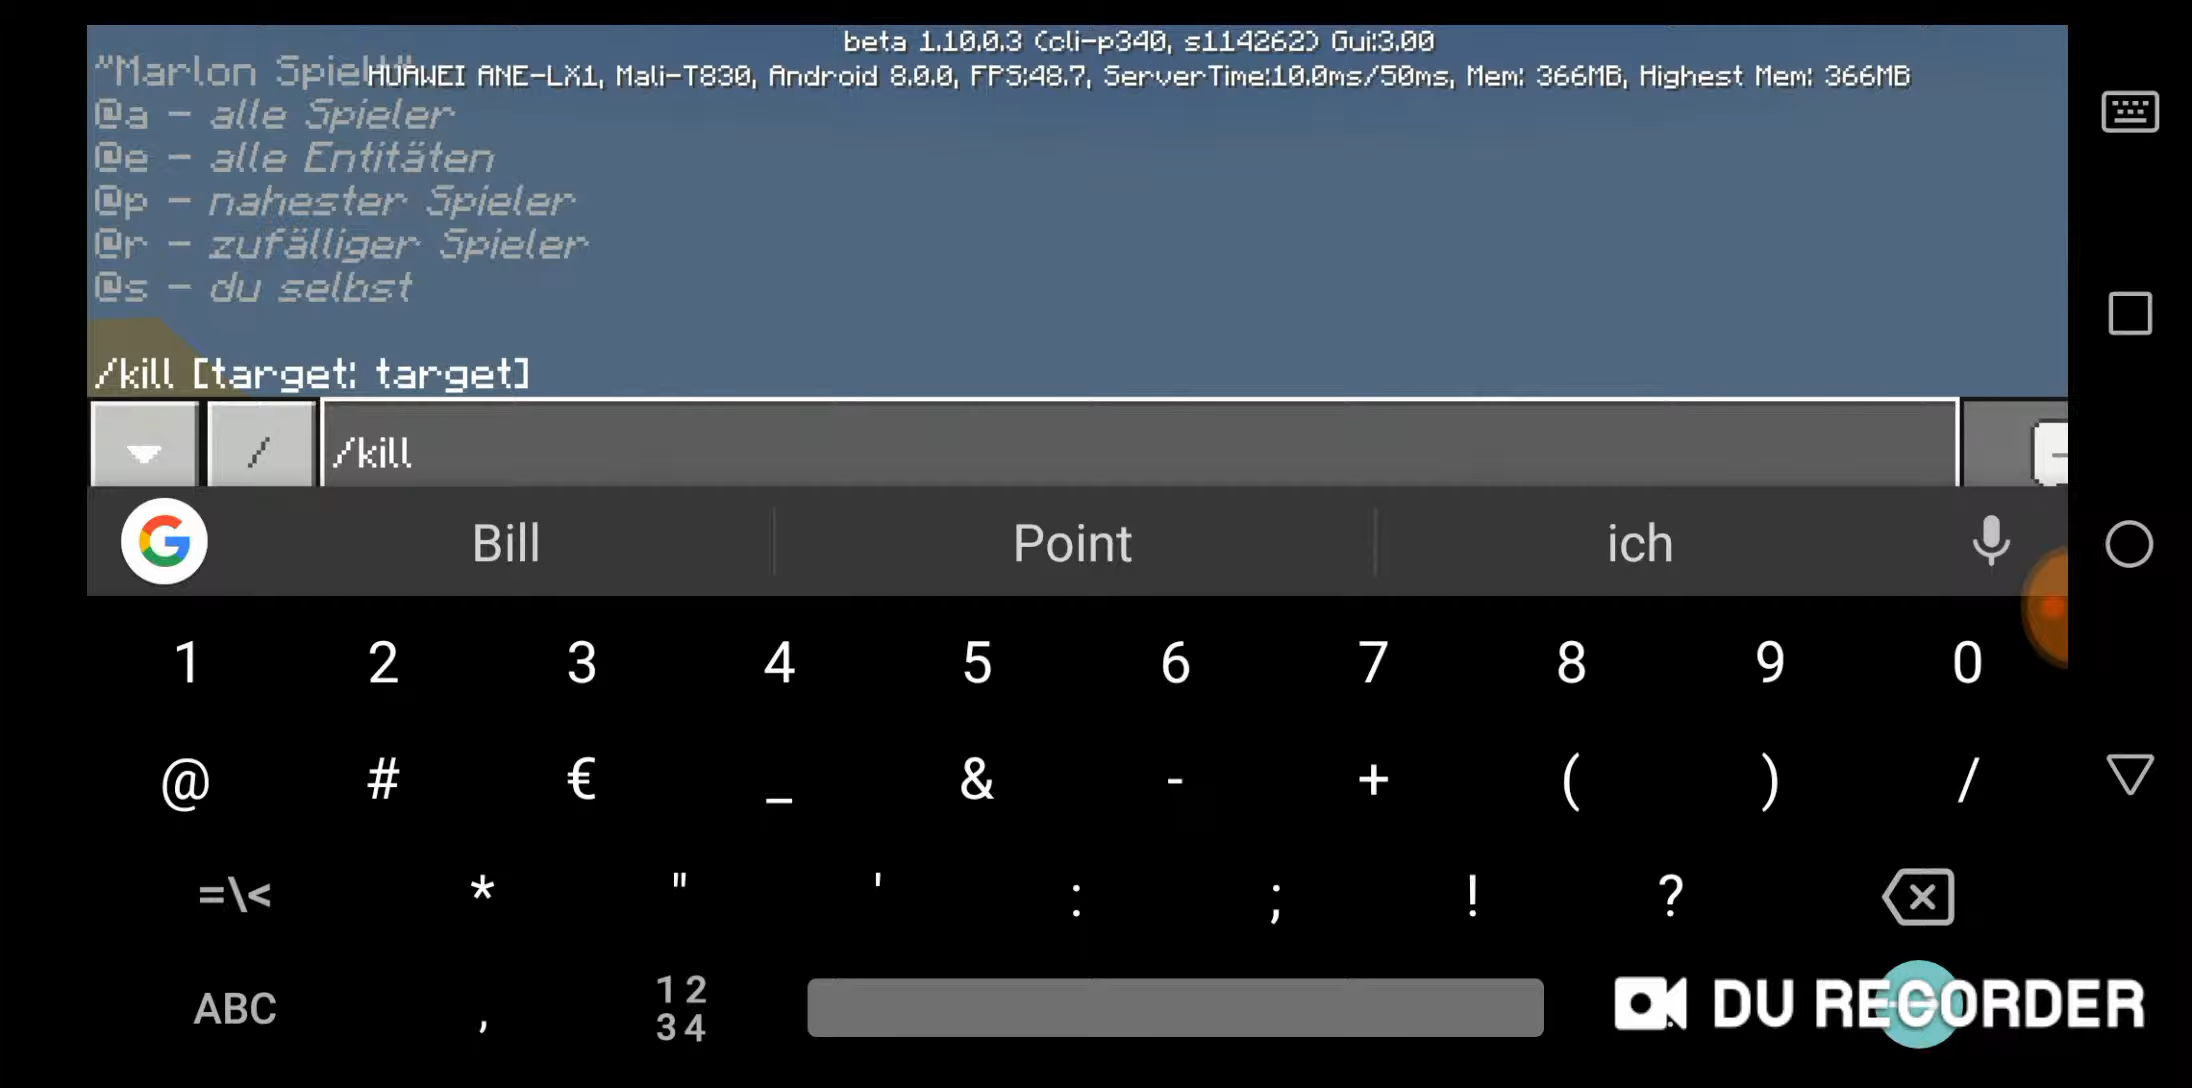 beta 1.10.0.3 (cli-p340, s114262) Gui:3.00
HUAWEI ANE-LX1, Mali-T830, Android 8.0.0, FPS:48.7, ServerTime:10.0ms/50ms, Mem: 366MB, Highest Mem: 366MB
"Marlon Spielt"
@a - alle Spieler
@e - alle Entitäten
@p - nahester Spieler
@r - zufälliger Spieler
@s - du selbst
/kill [target: target]
/ /kill
Bill Point ich
1 2 3 4 5 6 7 8 9 0
@ # € _ & - + ( ) /
=\< * " ' : ; ! ?
ABC , 12
34
DU RECORDER